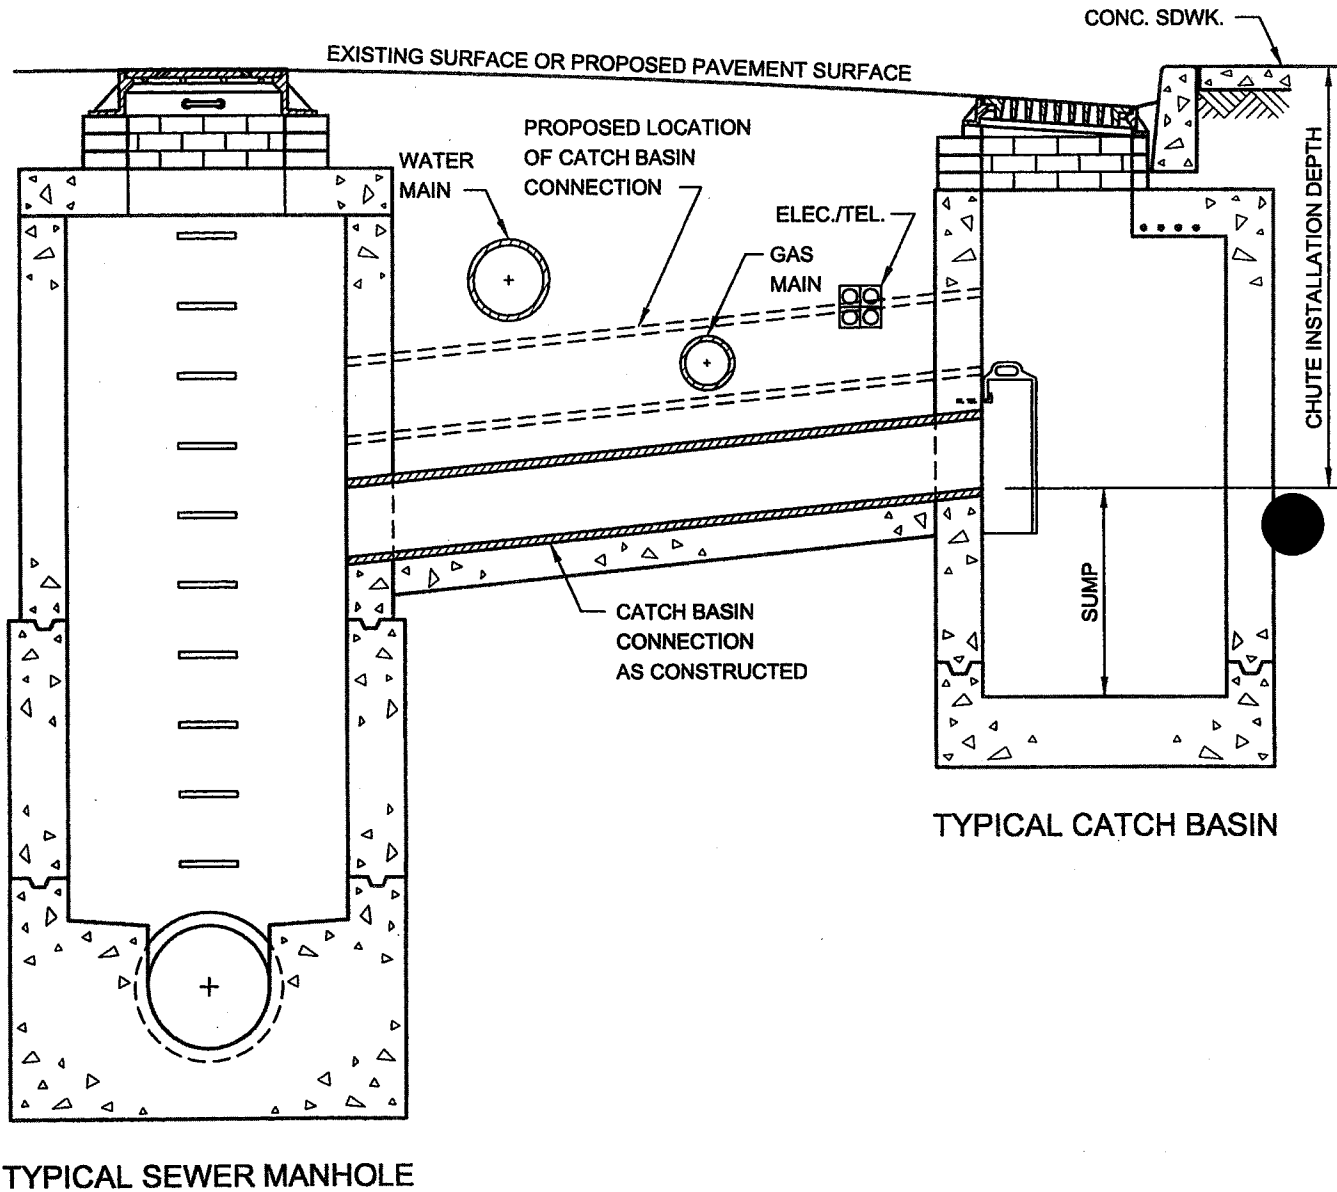 CONC. SDWK.
EXISTING SURFACE OR PROPOSED PAVEMENT SURFACE
PROPOSED LOCATION
OF CATCH BASIN
CONNECTION
WATER
MAIN
ELEC./TEL.
GAS
MAIN
CHUTE INSTALLATION DEPTH
SUMP
CATCH BASIN
CONNECTION
AS CONSTRUCTED
TYPICAL CATCH BASIN
TYPICAL SEWER MANHOLE